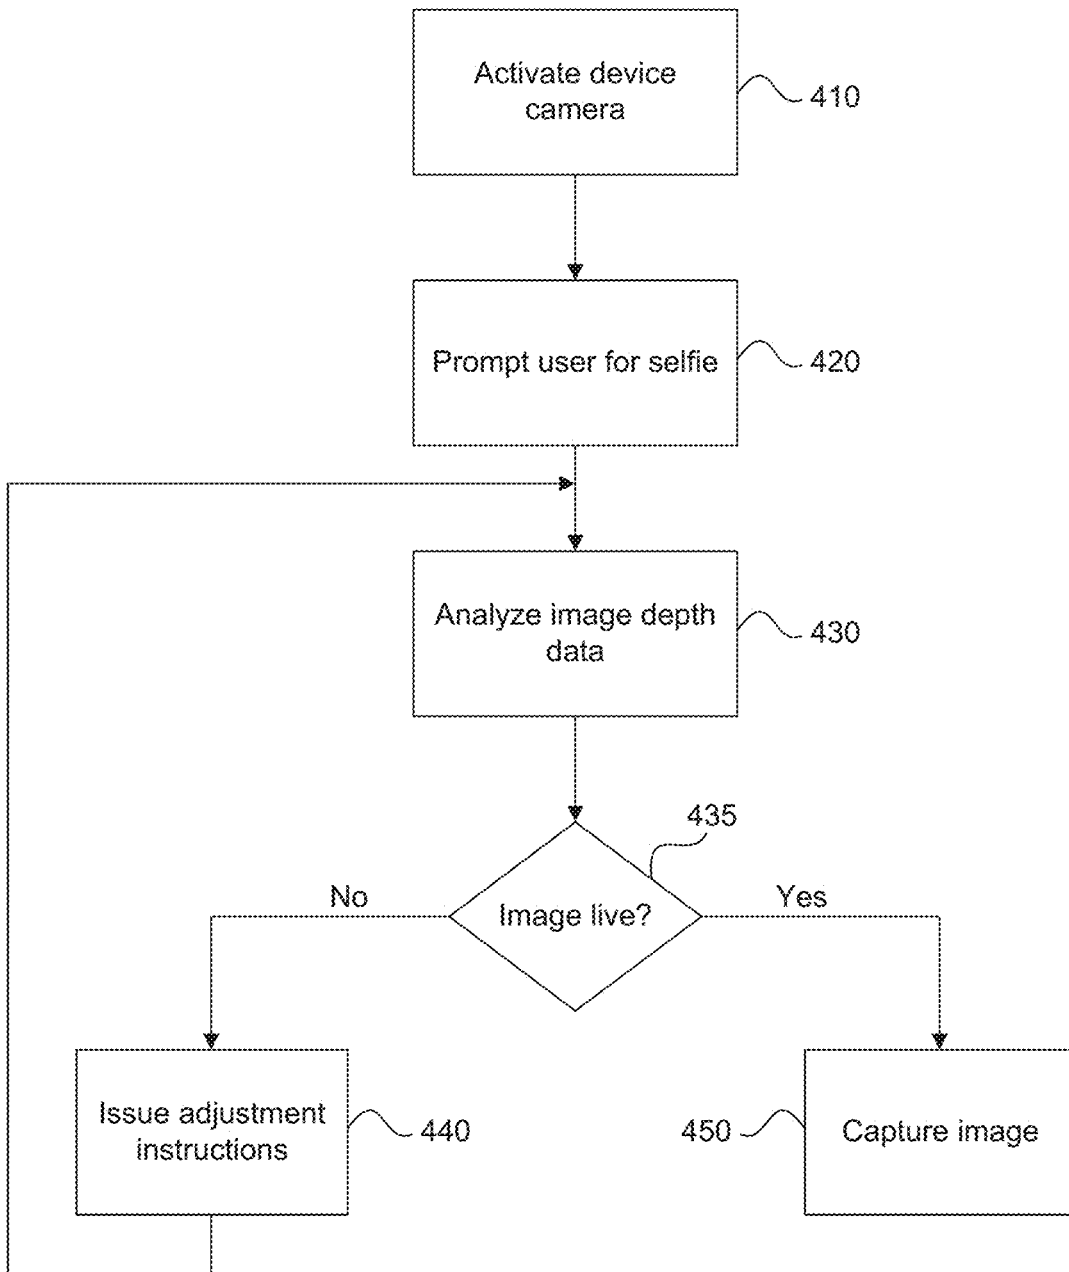 Activate device
camera
410
Prompt user for selfie
420
Analyze image depth
data
430
435
No
Image live?
Yes
Issue adjustment
instructions
440
450
Capture image